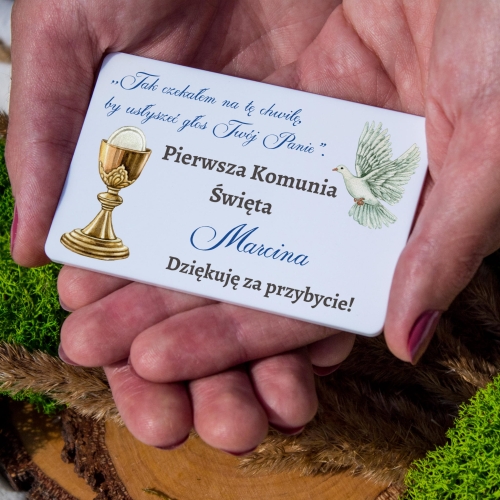 „Tak czekałem na tę chwilę,
by usłyszeć głos Twój Panie”.
Pierwsza Komunia
Święta
Marcina
Dziękuję za przybycie!